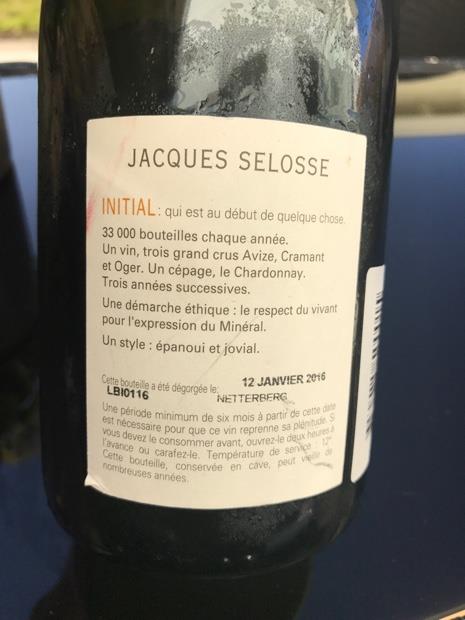 JACQUES SELOSSE
INITIAL : qui est au début de quelque chose.
33 000 bouteilles chaque année.
Un vin, trois grand crus Avize, Cramant
et Oger. Un cépage, le Chardonnay.
Trois années successives.
Une démarche éthique : le respect du vivant
pour l'expression du Minéral.
Un style : épanoui et jovial.
Cette bouteille a été dégorgée le: 12 JANVIER 2016
LBI0116 NETTERBERG
Une période minimum de six mois à partir de cette date
est nécessaire pour que ce vin reprenne sa plénitude. Si
vous devez le consommer avant, ouvrez-le deux heures à
l'avance ou carafez-le. Température de service : 12°
Cette bouteille, conservée en cave, peut vieillir de
nombreuses années.